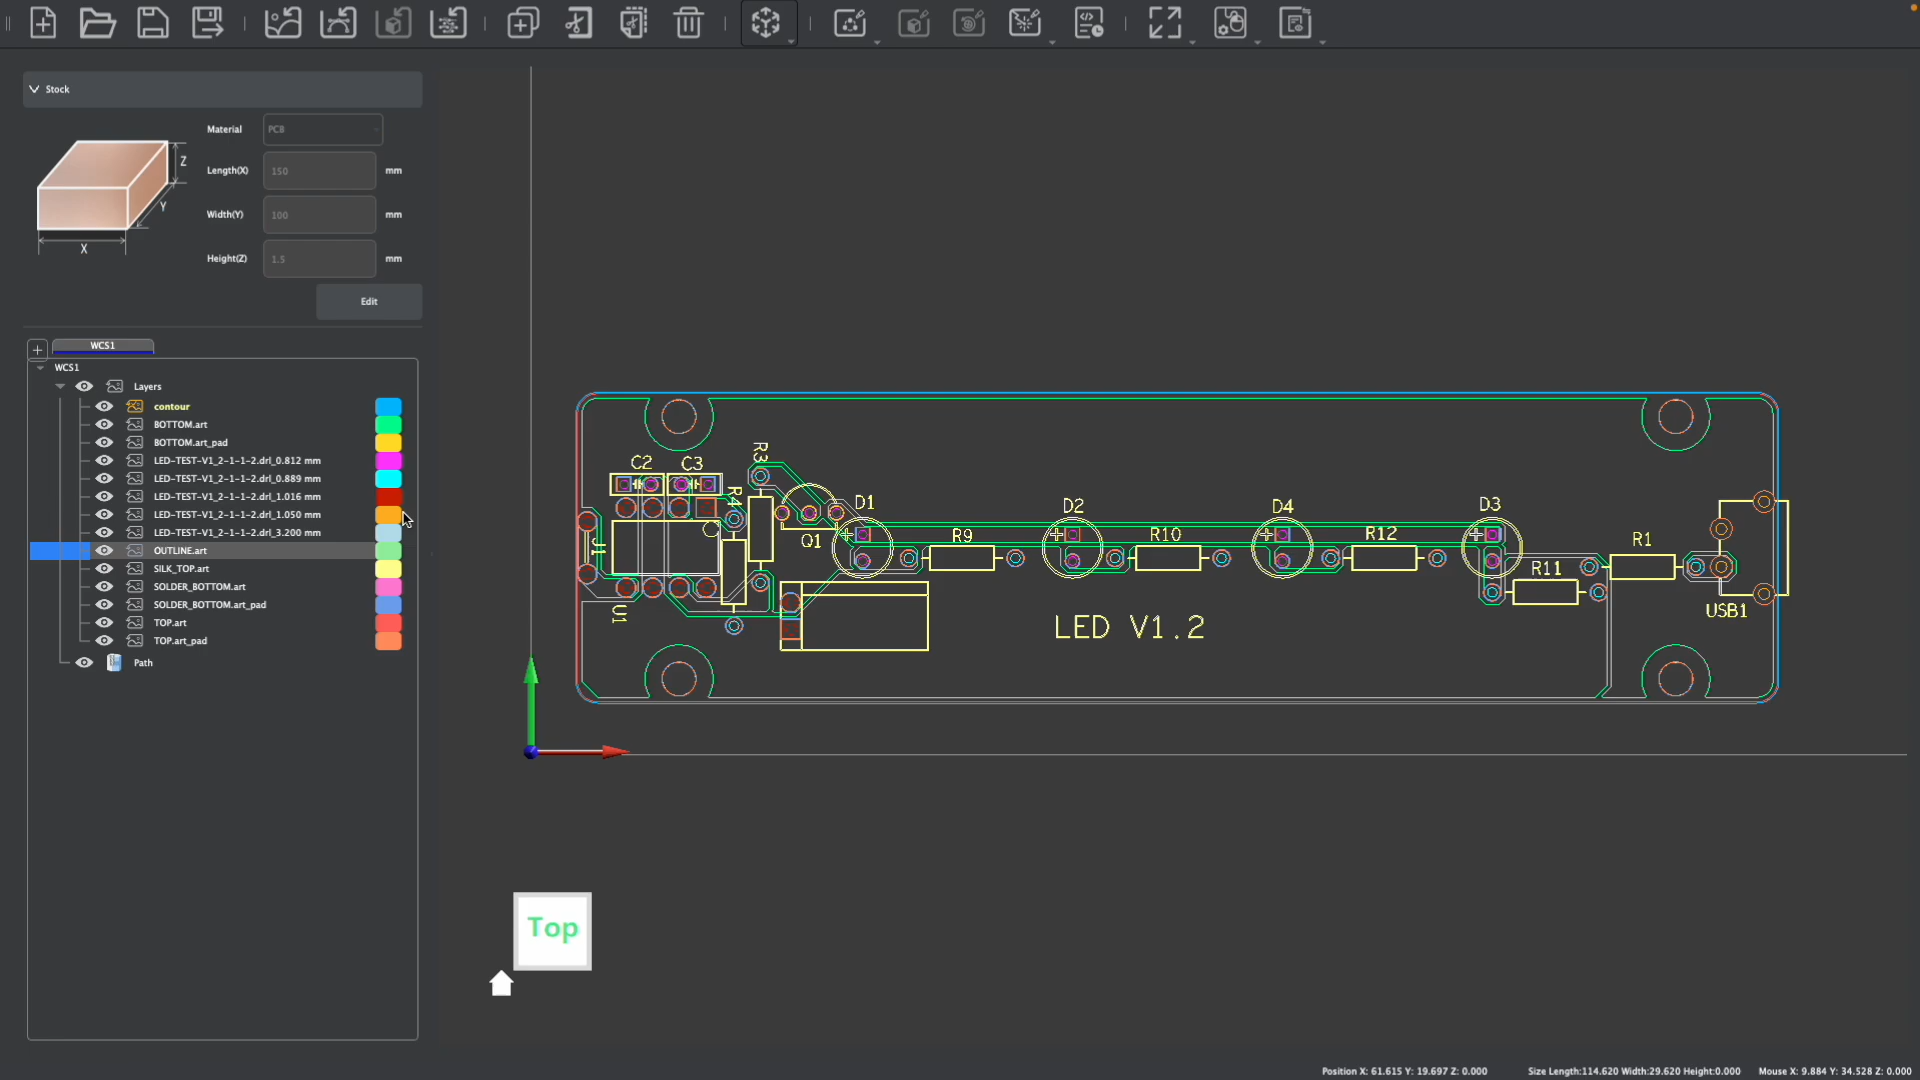 Stock
Material
PCB
Length(X)
150
mm
Width(Y)
100
mm
Height(Z)
1.5
mm
Z
Y
X
Edit
WCS1
WCS1
Layers
contour
BOTTOM.art
BOTTOM.art_pad
LED-TEST-V1_2-1-1-2.drl_0.812 mm
LED-TEST-V1_2-1-1-2.drl_0.889 mm
LED-TEST-V1_2-1-1-2.drl_1.016 mm
LED-TEST-V1_2-1-1-2.drl_1.050 mm
LED-TEST-V1_2-1-1-2.drl_3.200 mm
OUTLINE.art
SILK_TOP.art
SOLDER_BOTTOM.art
SOLDER_BOTTOM.art_pad
TOP.art
TOP.art_pad
Path
C2
C3
R3
R4
D1
D2
D4
D3
J1
Q1
R9
R10
R12
R11
R1
U1
USB1
LED V1.2
Top
Position X: 61.615 Y: 19.697 Z: 0.000
Size Length:114.620 Width:29.620 Height:0.000
Mouse X: 9.884 Y: 34.528 Z: 0.000